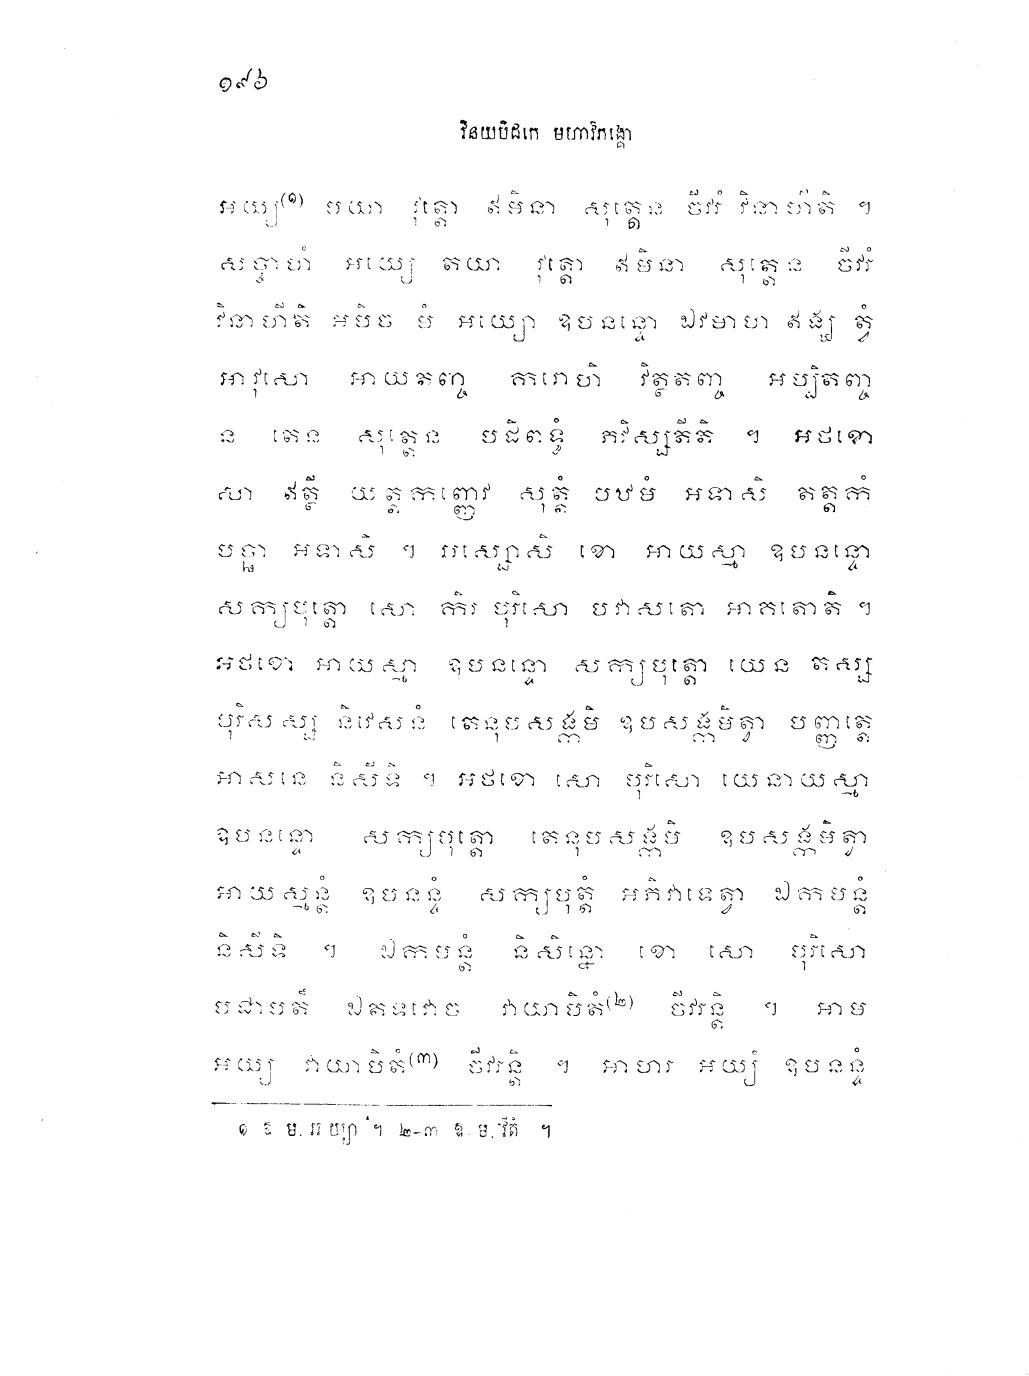 ១៩៦
វិនយបិដកេ មហាវិភង្គោ
អយ្យ(១) មយា វុត្តោ ឥមិនា សុត្តេន ចីវរំ វិនាហីតិ ។
សច្ចាហំ អយ្យេ តយា វុត្តោ ឥមិនា សុត្តេន ចីវរំ
វិនាហីតិ អបិច មំ អយ្យោ ឧបនន្ទោ ឯវមាហ ឥង្ឃ ត្វំ
អាវុសោ អាយតញ្ច ករោហិ វិត្ថតញ្ច អប្បិតញ្ច
ន តេន សុត្តេន បដិពទ្ធំ ភវិស្សតីតិ ។ អថខោ
សា ឥត្ថី យត្តកញ្ញេវ សុត្តំ បឋមំ អទាសិ តត្តកំ
បច្ឆា អទាសិ ។ អស្សោសិ ខោ អាយស្មា ឧបនន្ទោ
សក្យបុត្តោ សោ កិរ បុរិសោ បវាសតោ អាគតោតិ ។
អថខោ អាយស្មា ឧបនន្ទោ សក្យបុត្តោ យេន តស្ស
បុរិសស្ស និវេសនំ តេនុបសង្កមិ ឧបសង្កមិត្វា បញ្ញត្តេ
អាសនេ និសីទិ ។ អថខោ សោ បុរិសោ យេនាយស្មា
ឧបនន្ទោ សក្យបុត្តោ តេនុបសង្កមិ ឧបសង្កមិត្វា
អាយស្មន្តំ ឧបនន្ទំ សក្យបុត្តំ អភិវាទេត្វា ឯកមន្តំ
និសីទិ ។ ឯកមន្តំ និសិន្នោ ខោ សោ បុរិសោ
បជាបតឹ ឯតទវោច វាយាបិតំ(២) ចីវរន្តិ ។ អាម
អយ្យ វាយាបិតំ(៣) ចីវរន្តិ ។ អាហរ អយ្យំ ឧបនន្ទំ
១ ឱ ម. អយ្យា ។ ២-៣ ឱ. ម. វីតំ ។